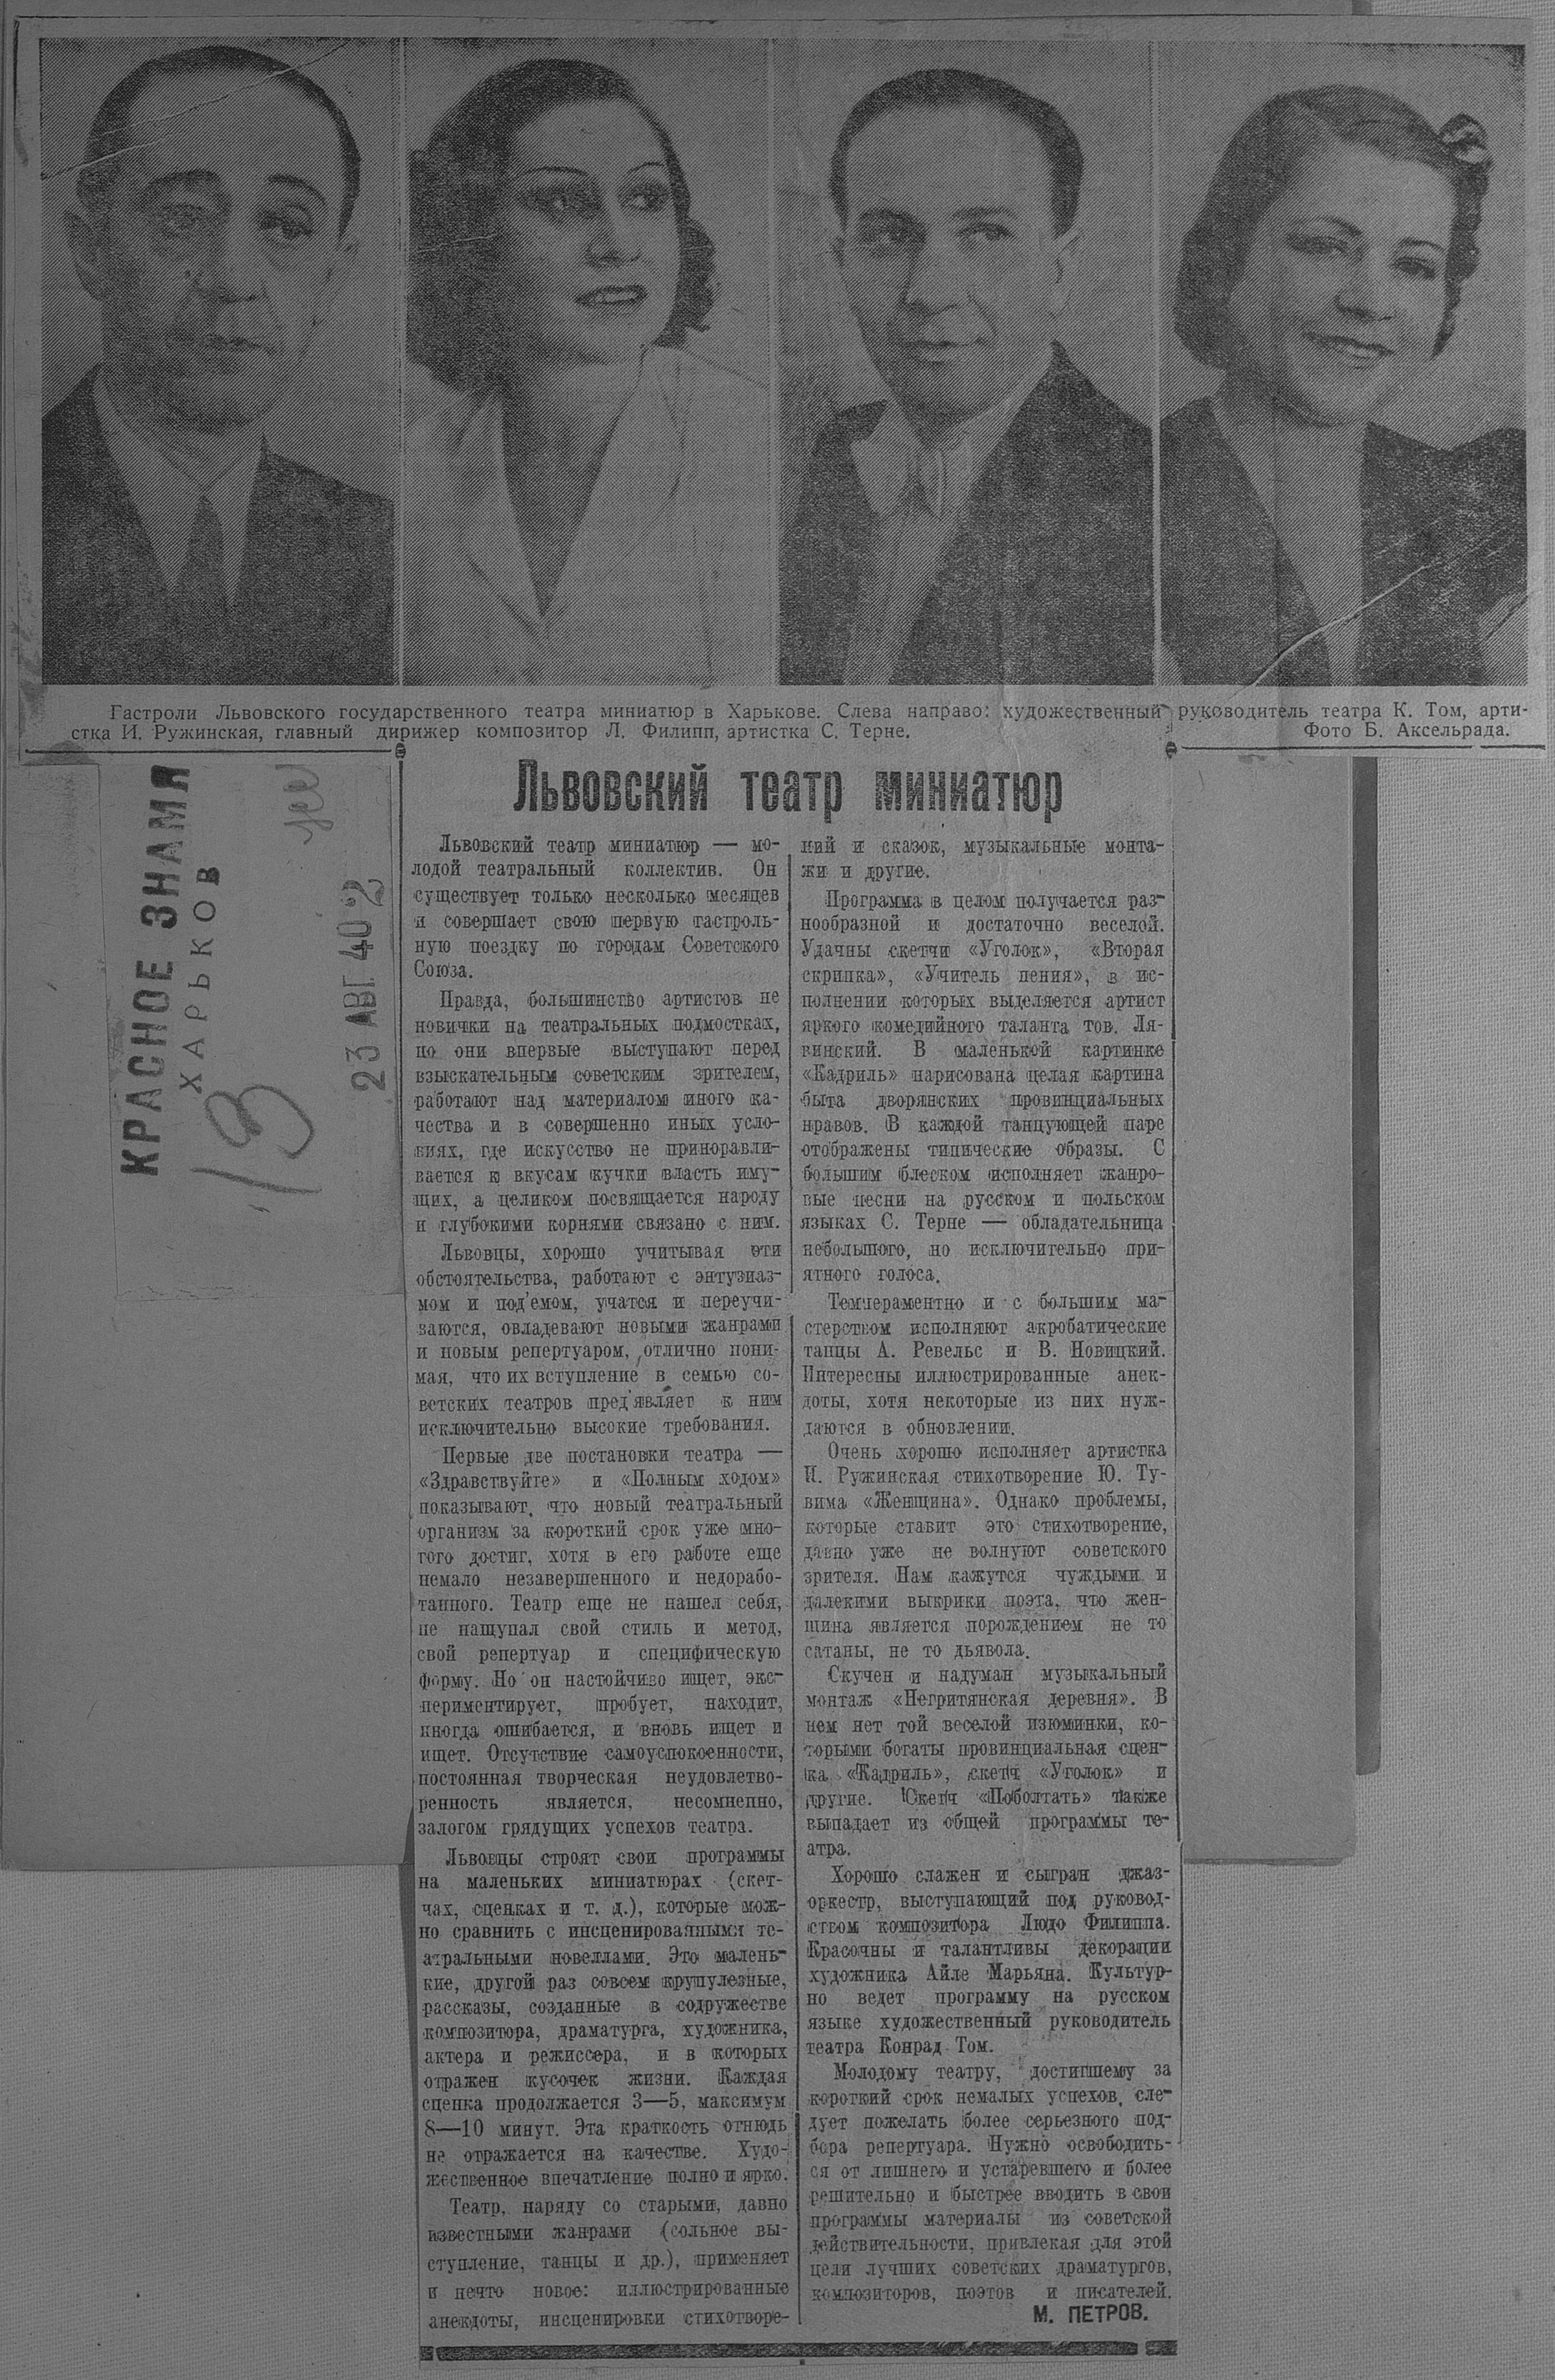 Гастроли Львовского государственного театра миниатюр в Харькове. Слева направо: художественный руководитель театра К. Том, арти-
стка И. Ружинская, главный дирижер композитор Л. Филипп, артистка С. Терне.
Фото Б. Аксельрада.
КРАСНОЕ ЗНАМЯ
ХАРЬКОВ
23 АВГ. 40 2
13
Львовский театр миниатюр
Львовский театр миниатюр — мо-
лодой театральный коллектив. Он
существует только несколько месяцев
и совершает свою первую гастроль-
ную поездку по городам Советского
Союза.
Правда, большинство артистов не
новички на театральных подмостках,
но они впервые выступают перед
взыскательным советским зрителем,
работают над материалом иного ка-
чества и в совершенно иных усло-
виях, где искусство не приноравли-
вается к вкусам кучки власть иму-
щих, а целиком посвящается народу
и глубокими корнями связано с ним.
Львовцы, хорошо учитывая эти
обстоятельства, работают с энтузиаз-
мом и под'емом, учатся и переучи-
ваются, овладевают новыми жанрами
и новым репертуаром, отлично пони-
мая, что их вступление в семью со-
ветских театров пред'являет к ним
исключительно высокие требования.
Первые две постановки театра —
«Здравствуйте» и «Полным ходом»
показывают, что новый театральный
организм за короткий срок уже мно-
гого достиг, хотя в его работе еще
немало незавершенного и недорабо-
танного. Театр еще не нашел себя,
не нащупал свой стиль и метод,
свой репертуар и специфическую
форму. Но он настойчиво ищет, экс-
периментирует, пробует, находит,
иногда ошибается, и вновь ищет и
ищет. Отсутствие самоуспокоенности,
постоянная творческая неудовлетво-
ренность является, несомненно,
залогом грядущих успехов театра.
Львовцы строят свои программы
на маленьких миниатюрах (скет-
чах, сценках и т. д.), которые мож-
но сравнить с инсценированными те-
атральными новеллами. Это малень-
кие, другой раз совсем крупулезные,
рассказы, созданные в содружестве
композитора, драматурга, художника,
актера и режиссера, и в которых
отражен кусочек жизни. Каждая
сценка продолжается 3—5, максимум
8—10 минут. Эта краткость отнюдь
не отражается на качестве. Худо-
жественное впечатление полно и ярко.
Театр, наряду со старыми, давно
известными жанрами (сольное вы-
ступление, танцы и др.), применяет
и нечто новое: иллюстрированные
анекдоты, инсценировки стихотворе-
ний и сказок, музыкальные монта-
жи и другие.
Программа в целом получается раз-
нообразной и достаточно веселой.
Удачны скетчи «Уголок», «Вторая
скрипка», «Учитель пения», в ис-
полнении которых выделяется артист
яркого комедийного таланта тов. Ля-
винский. В маленькой картинке
«Кадриль» нарисована целая картина
быта дворянских провинциальных
нравов. В каждой танцующей паре
отображены типические образы. С
большим блеском исполняет жанро-
вые песни на русском и польском
языках С. Терне — обладательница
небольшого, но исключительно при-
ятного голоса.
Темпераментно и с большим ма-
стерством исполняют акробатические
танцы А. Ревельс и В. Новицкий.
Интересны иллюстрированные анек-
доты, хотя некоторые из них нуж-
даются в обновлении.
Очень хорошо исполняет артистка
И. Ружинская стихотворение Ю. Ту-
вима «Женщина». Однако проблемы,
которые ставит это стихотворение,
давно уже не волнуют советского
зрителя. Нам кажутся чуждыми и
далекими выкрики поэта, что жен-
щина является порождением не то
сатаны, не то дьявола.
Скучен и надуман музыкальный
монтаж «Негритянская деревня». В
нем нет той веселой изюминки, ко-
торыми богаты провинциальная сцен-
ка «Кадриль», скетч «Уголок» и
другие. Скетч «Поболтать» также
выпадает из общей программы те-
атра.
Хорошо слажен и сыгран джаз-
оркестр, выступающий под руковод-
ством композитора Людо Филиппа.
Красочны и талантливы декорации
художника Айле Марьяна. Культур-
но ведет программу на русском
языке художественный руководитель
театра Конрад Том.
Молодому театру, достигшему за
короткий срок немалых успехов, сле-
дует пожелать более серьезного под-
бора репертуара. Нужно освободить-
ся от лишнего и устаревшего и более
решительно и быстрее вводить в свои
программы материалы из советской
действительности, привлекая для этой
цели лучших советских драматургов,
композиторов, поэтов и писателей.
М. ПЕТРОВ.